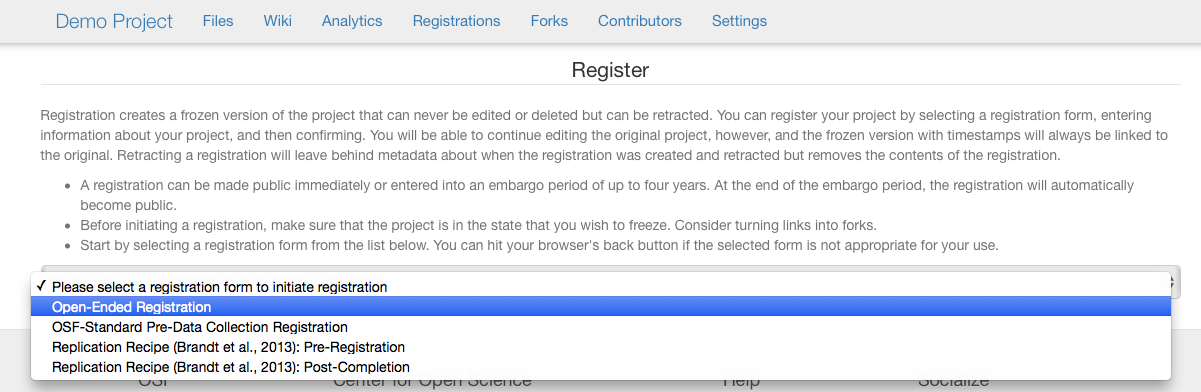 Demo Project Files Wiki Analytics Registrations Forks Contributors Settings
Register
Registration creates a frozen version of the project that can never be edited or deleted but can be retracted. You can register your project by selecting a registration form, entering
information about your project, and then confirming. You will be able to continue editing the original project, however, and the frozen version with timestamps will always be linked to
the original. Retracting a registration will leave behind metadata about when the registration was created and retracted but removes the contents of the registration.
• A registration can be made public immediately or entered into an embargo period of up to four years. At the end of the embargo period, the registration will automatically
become public.
• Before initiating a registration, make sure that the project is in the state that you wish to freeze. Consider turning links into forks.
• Start by selecting a registration form from the list below. You can hit your browser's back button if the selected form is not appropriate for your use.
✓ Please select a registration form to initiate registration
Open-Ended Registration
OSF-Standard Pre-Data Collection Registration
Replication Recipe (Brandt et al., 2013): Pre-Registration
Replication Recipe (Brandt et al., 2013): Post-Completion
OSF Center for Open Science Help Socialize